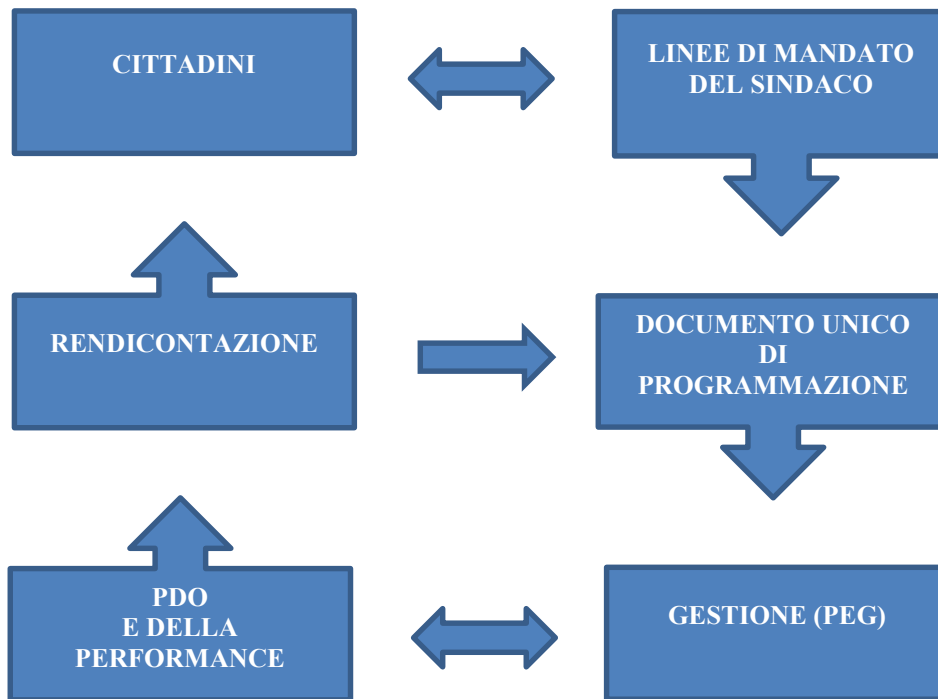 CITTADINI
LINEE DI MANDATO
DEL SINDACO
RENDICONTAZIONE
DOCUMENTO UNICO
DI
PROGRAMMAZIONE
PDO
E DELLA
PERFORMANCE
GESTIONE (PEG)